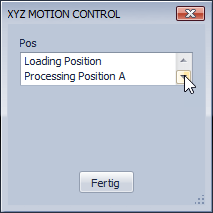 XYZ MOTION CONTROL
Pos
Loading Position
Processing Position A
Fertig